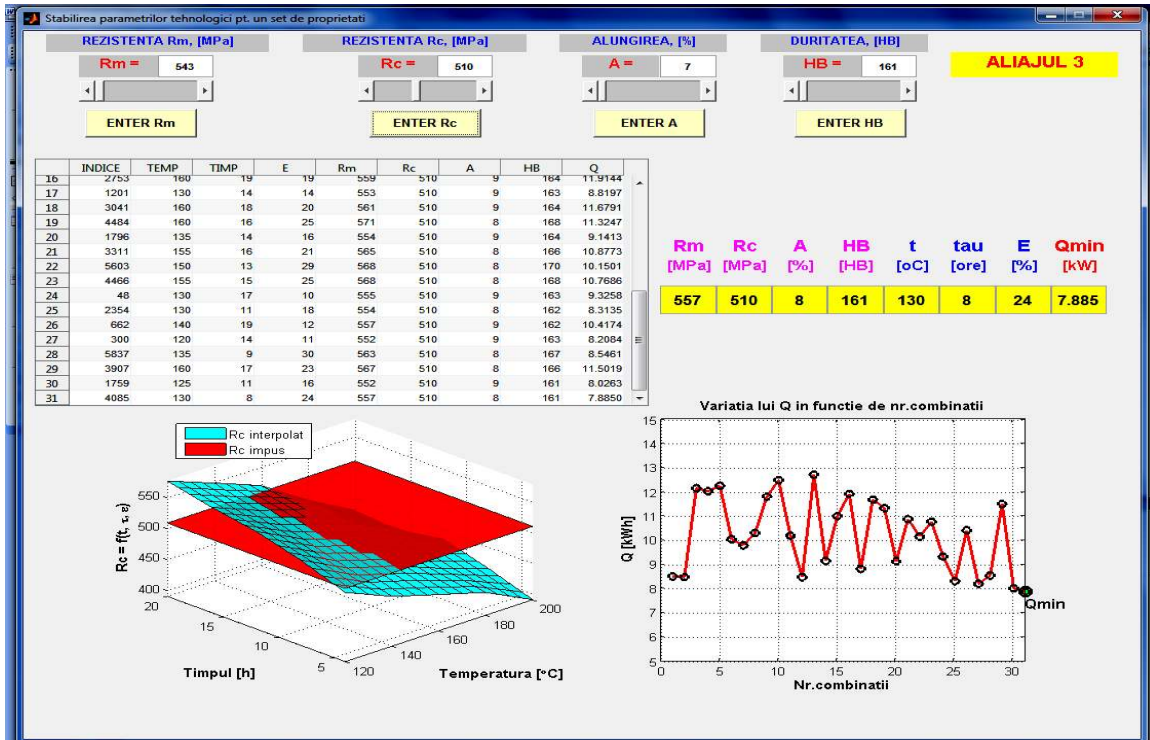 Stabilirea parametrilor tehnologici pt. un set de proprietati
REZISTENTA Rm, [MPa]
REZISTENTA Rc, [MPa]
ALUNGIREA, [%]
DURITATEA, [HB]
Rm = 543
Rc = 510
A = 7
HB = 161
ALIAJUL 3
ENTER Rm
ENTER Rc
ENTER A
ENTER HB
INDICE TEMP TIMP E Rm Rc A HB Q
16 2753 160 19 19 559 510 9 164 11.9144
17 1201 130 14 14 553 510 9 163 8.8197
18 3041 160 18 20 561 510 9 164 11.6791
19 4484 160 16 25 571 510 8 168 11.3247
20 1796 135 14 16 554 510 9 164 9.1413
21 3311 155 16 21 565 510 8 166 10.8773
22 5603 150 13 29 568 510 8 170 10.1501
23 4466 155 15 25 568 510 8 168 10.7686
24 48 130 17 10 555 510 9 163 9.3258
25 2354 130 11 18 554 510 8 162 8.3135
26 662 140 19 12 557 510 9 162 10.4174
27 300 120 14 11 552 510 9 163 8.2084
28 5837 135 9 30 563 510 8 167 8.5461
29 3907 160 17 23 567 510 8 166 11.5019
30 1759 125 11 16 552 510 9 161 8.0263
31 4085 130 8 24 557 510 8 161 7.8850
Rm Rc A HB t tau E Qmin
[MPa] [MPa] [%] [HB] [oC] [ore] [%] [kW]
557 510 8 161 130 8 24 7.885
Rc interpolat
Rc impus
Rc = f(t, τ, ε)
550
500
450
400
20
15
10
5
120
140
160
180
200
Timpul [h]
Temperatura [°C]
Variatia lui Q in functie de nr.combinatii
Q [kWh]
15
14
13
12
11
10
9
8
7
6
5
0 5 10 15 20 25 30
Qmin
Nr.combinatii